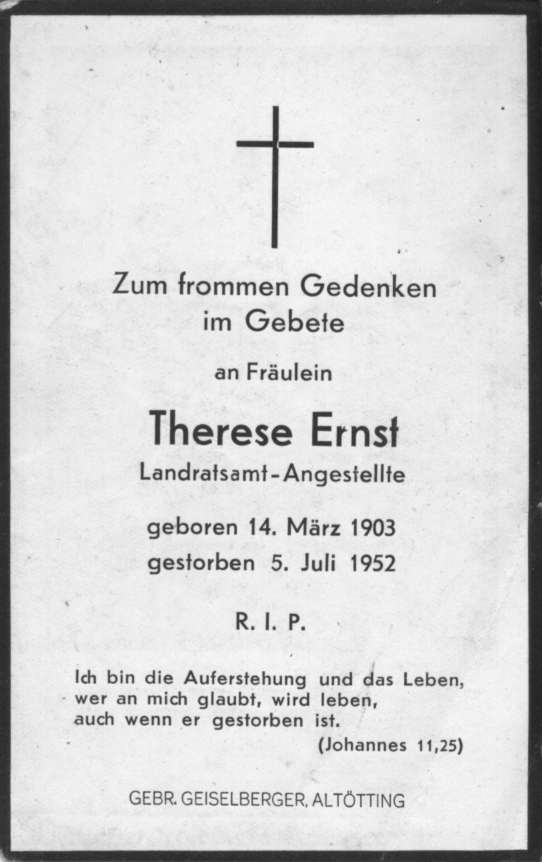 Zum frommen Gedenken
im Gebete
an Fräulein
Therese Ernst
Landratsamt-Angestellte
geboren 14. März 1903
gestorben 5. Juli 1952
R. I. P.
Ich bin die Auferstehung und das Leben,
wer an mich glaubt, wird leben,
auch wenn er gestorben ist.
(Johannes 11,25)
GEBR. GEISELBERGER, ALTÖTTING